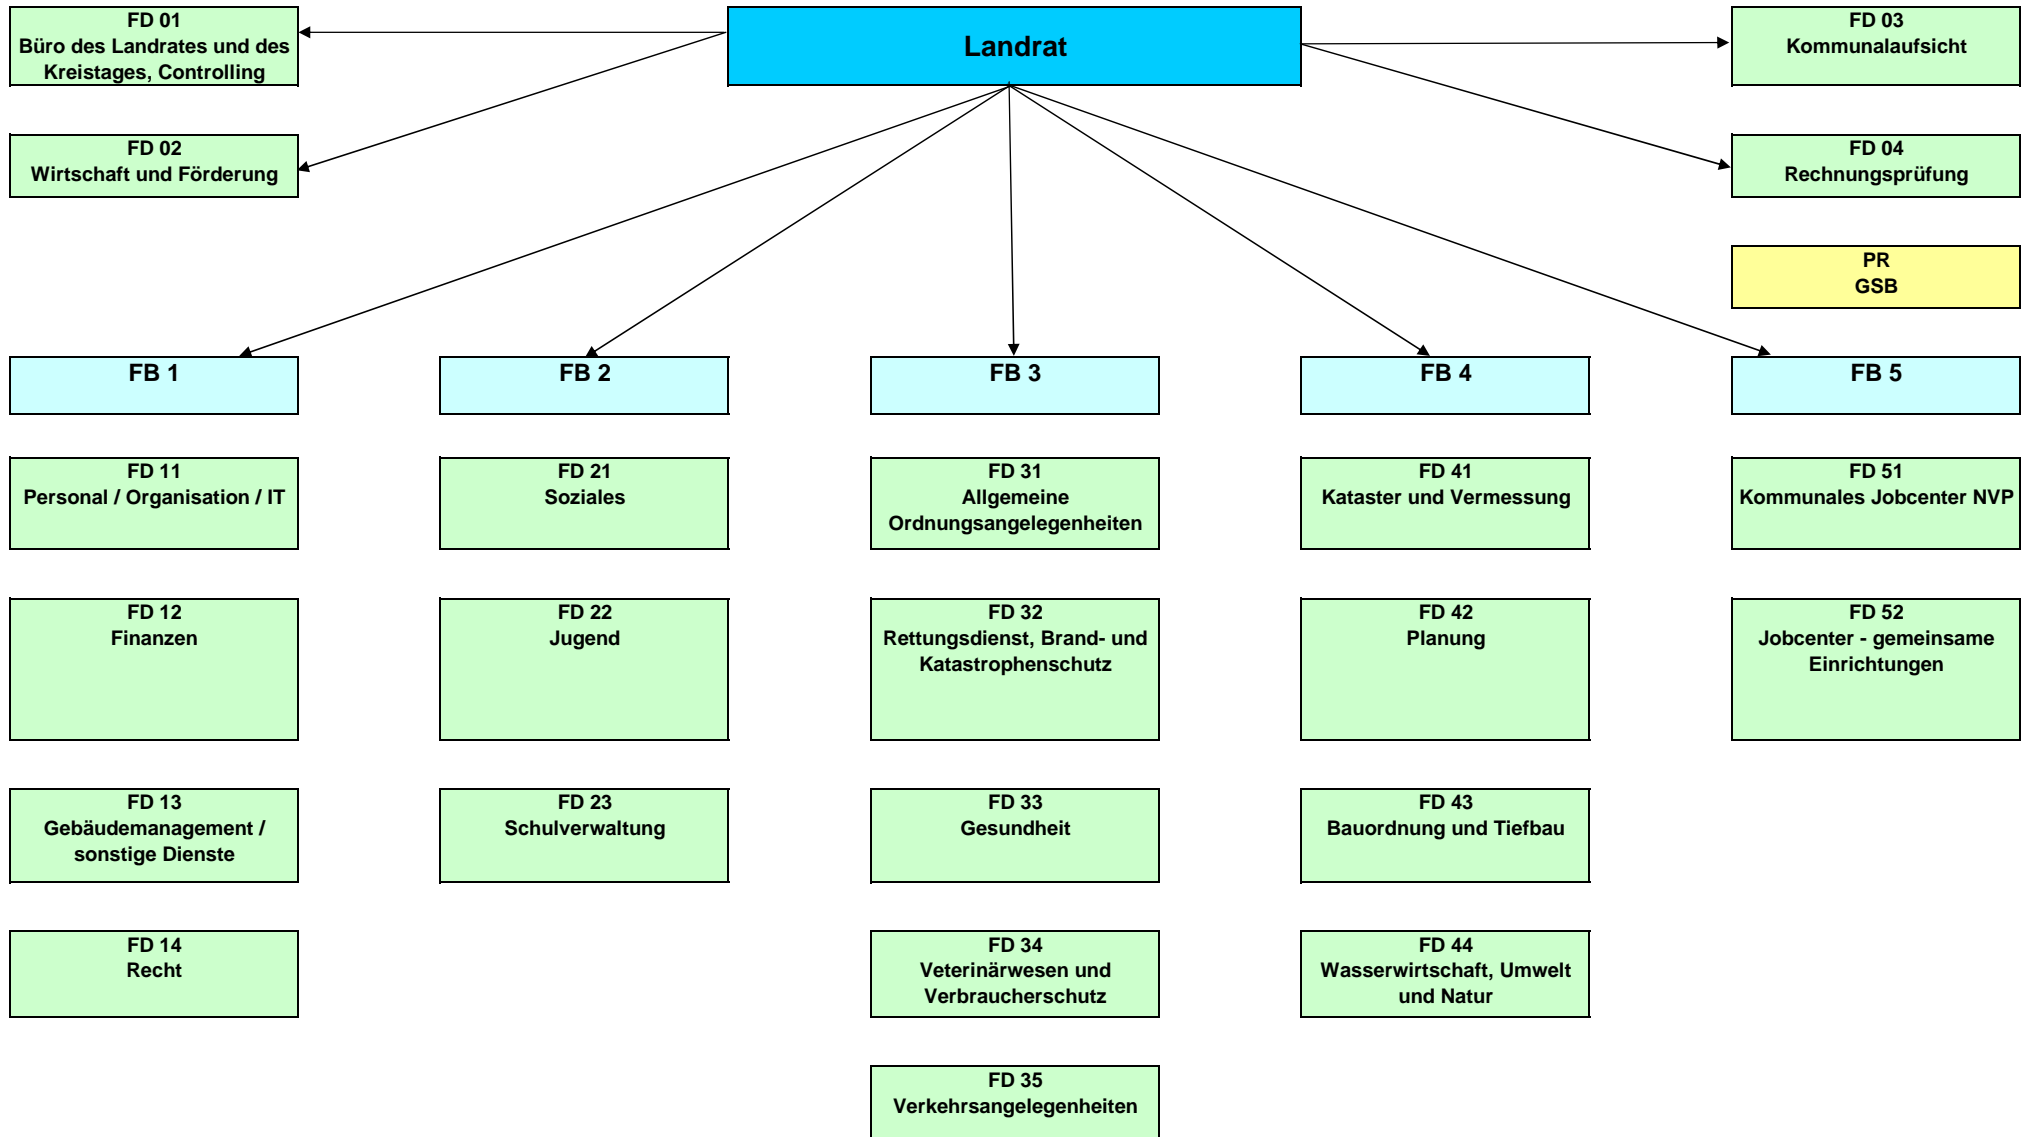 FD 01
Büro des Landrates und des
Kreistages, Controlling
Landrat
FD 03
Kommunalaufsicht
FD 02
Wirtschaft und Förderung
FD 04
Rechnungsprüfung
PR
GSB
FB 1
FB 2
FB 3
FB 4
FB 5
FD 11
Personal / Organisation / IT
FD 21
Soziales
FD 31
Allgemeine
Ordnungsangelegenheiten
FD 41
Kataster und Vermessung
FD 51
Kommunales Jobcenter NVP
FD 12
Finanzen
FD 22
Jugend
FD 32
Rettungsdienst, Brand- und
Katastrophenschutz
FD 42
Planung
FD 52
Jobcenter - gemeinsame
Einrichtungen
FD 13
Gebäudemanagement /
sonstige Dienste
FD 23
Schulverwaltung
FD 33
Gesundheit
FD 43
Bauordnung und Tiefbau
FD 14
Recht
FD 34
Veterinärwesen und
Verbraucherschutz
FD 44
Wasserwirtschaft, Umwelt
und Natur
FD 35
Verkehrsangelegenheiten